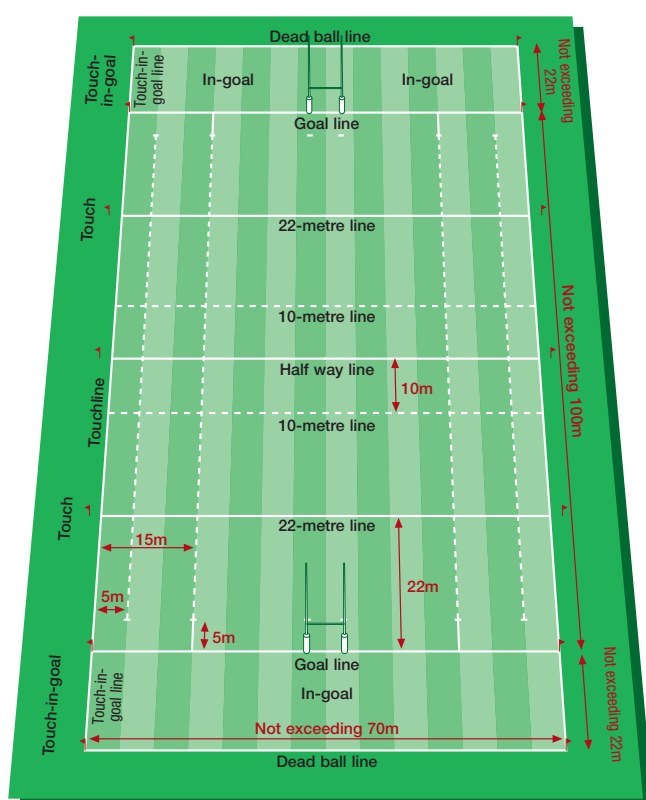 Dead ball line
Touch-
in-goal
Touch-in-
goal line
In-goal
In-goal
Not exceeding
22m
Goal line
Touch
22-metre line
10-metre line
Not exceeding 100m
Half way line
10m
Touchline
10-metre line
Touch
22-metre line
15m
22m
5m
5m
Goal line
Touch-in-goal
Touch-in-
goal line
In-goal
Not exceeding 22m
Not exceeding 70m
Dead ball line